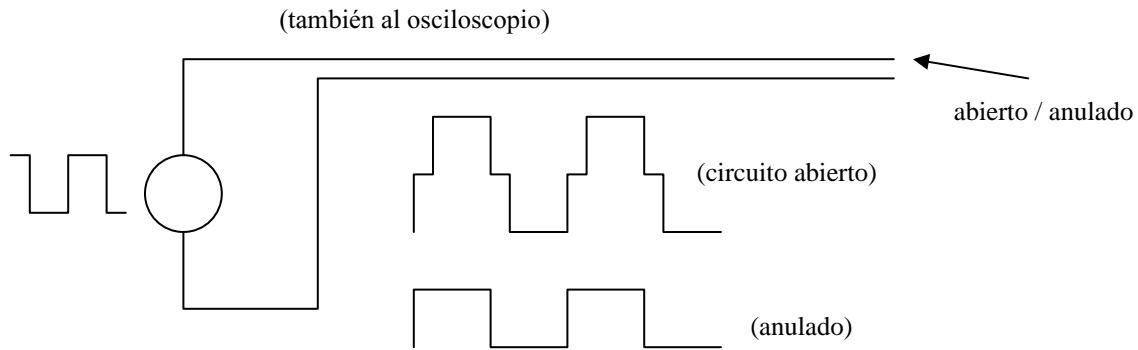 (también al osciloscopio)
abierto / anulado
(circuito abierto)
(anulado)